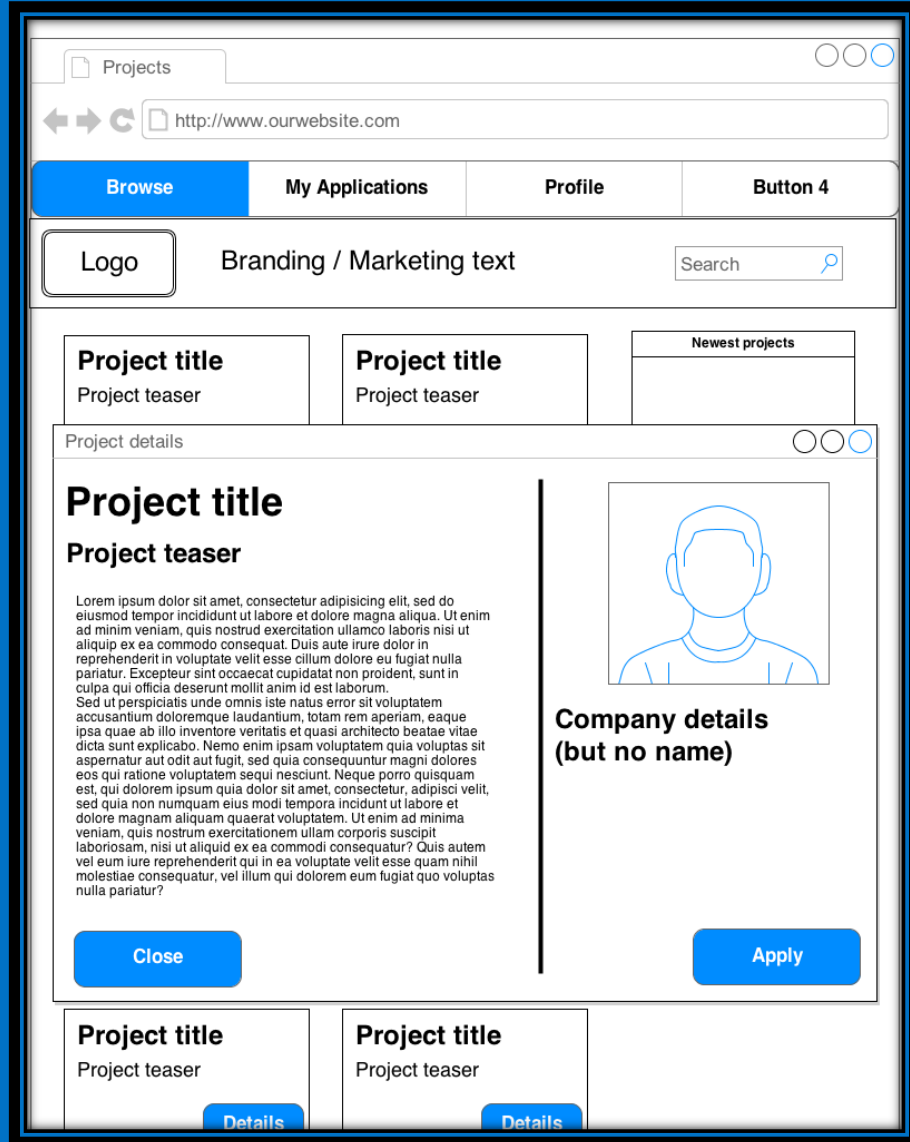 Projects
http://www.ourwebsite.com
Browse
My Applications
Profile
Button 4
Logo
Branding / Marketing text
Search
Project title
Project teaser
Project title
Project teaser
Newest projects
Project details
Project title
Project teaser
Lorem ipsum dolor sit amet, consectetur adipisicing elit, sed do
eiusmod tempor incididunt ut labore et dolore magna aliqua. Ut enim
ad minim veniam, quis nostrud exercitation ullamco laboris nisi ut
aliquip ex ea commodo consequat. Duis aute irure dolor in
reprehenderit in voluptate velit esse cillum dolore eu fugiat nulla
pariatur. Excepteur sint occaecat cupidatat non proident, sunt in
culpa qui officia deserunt mollit anim id est laborum.
Sed ut perspiciatis unde omnis iste natus error sit voluptatem
accusantium doloremque laudantium, totam rem aperiam, eaque
ipsa quae ab illo inventore veritatis et quasi architecto beatae vitae
dicta sunt explicabo. Nemo enim ipsam voluptatem quia voluptas sit
aspernatur aut odit aut fugit, sed quia consequuntur magni dolores
eos qui ratione voluptatem sequi nesciunt. Neque porro quisquam
est, qui dolorem ipsum quia dolor sit amet, consectetur, adipisci velit,
sed quia non numquam eius modi tempora incidunt ut labore et
dolore magnam aliquam quaerat voluptatem. Ut enim ad minima
veniam, quis nostrum exercitationem ullam corporis suscipit
laboriosam, nisi ut aliquid ex ea commodi consequatur? Quis autem
vel eum iure reprehenderit qui in ea voluptate velit esse quam nihil
molestiae consequatur, vel illum qui dolorem eum fugiat quo voluptas
nulla pariatur?
Company details
(but no name)
Close
Apply
Project title
Project teaser
Details
Project title
Project teaser
Details